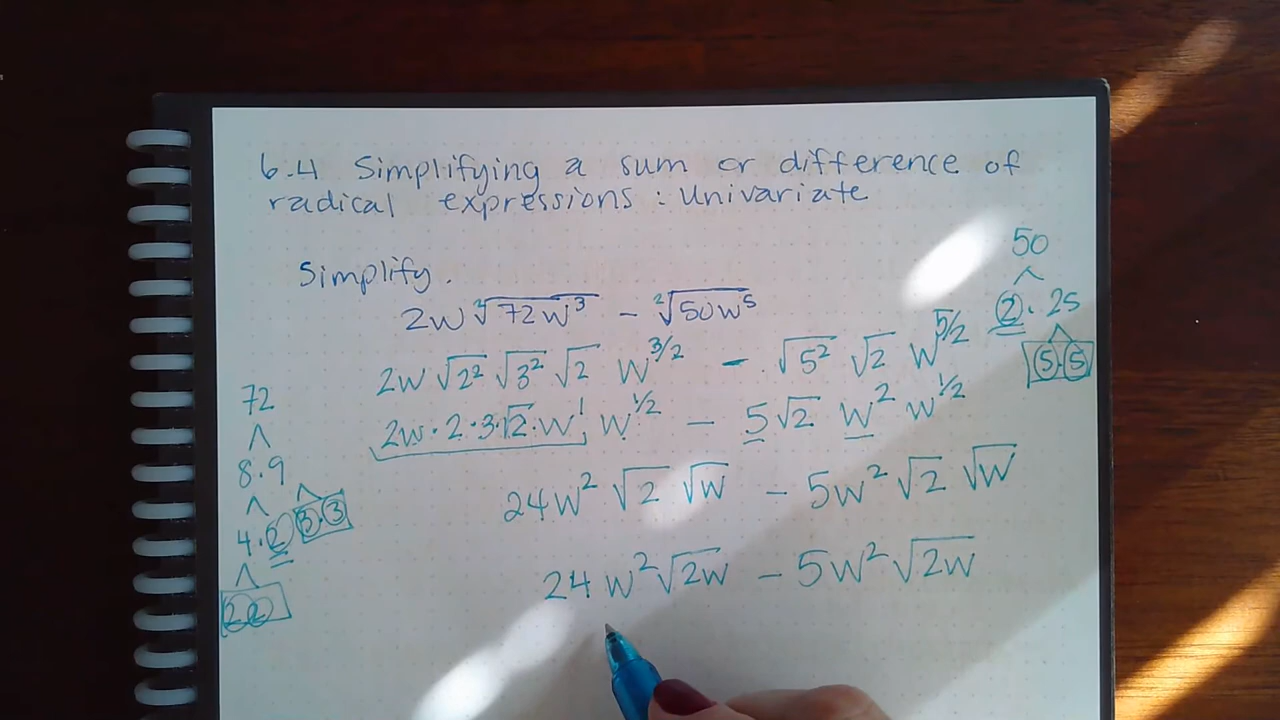 6.4 Simplifying a sum or difference of
radical expressions : Univariate
Simplify.
2w ²√72w³ − ²√50w⁵
2w √2² √3² √2 w^3/2 − √5² √2 w^5/2
2w · 2 · 3 · √2 · w¹ w^1/2 − 5√2 w² w^1/2
24w² √2 √w − 5w² √2 √w
24w²√2w − 5w²√2w
72
8·9
4·2 3·3
2·2
50
2 · 25
5·5